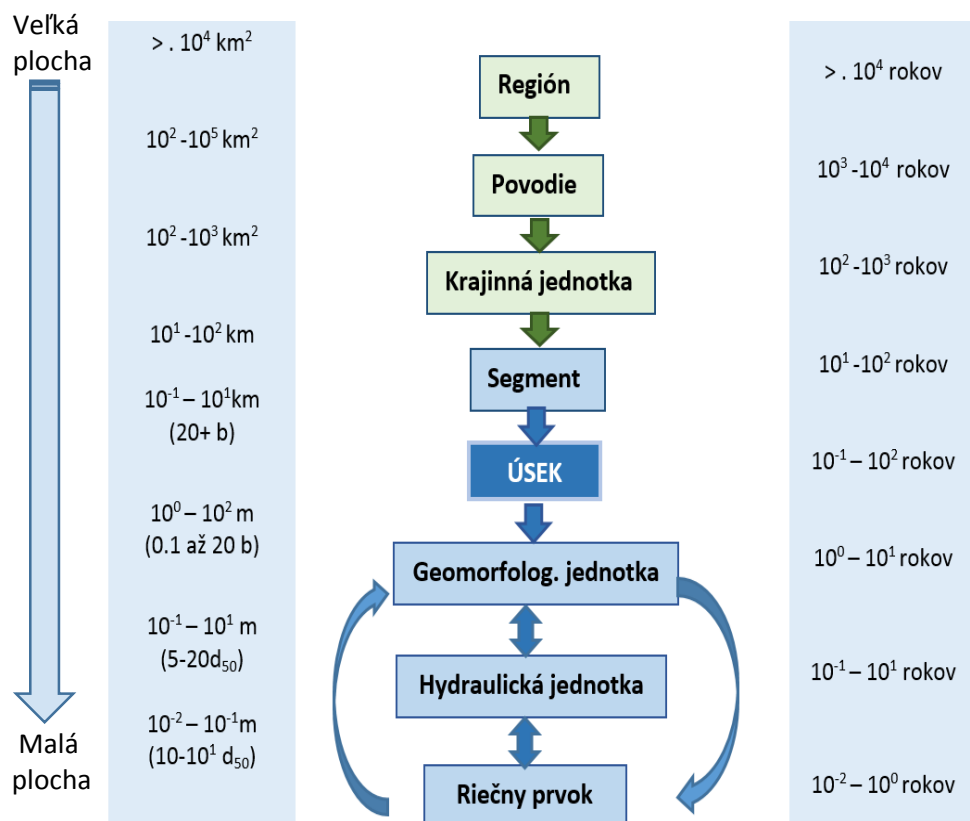 Veľká
plocha
> . 10⁴ km²
10² -10⁵ km²
10² -10³ km²
10¹ -10² km
10⁻¹ – 10¹km
(20+ b)
10⁰ – 10² m
(0.1 až 20 b)
10⁻¹ – 10¹ m
(5-20d₅₀)
10⁻² – 10⁻¹m
(10-10¹ d₅₀)
Malá
plocha
Región
Povodie
Krajinná jednotka
Segment
ÚSEK
Geomorfolog. jednotka
Hydraulická jednotka
Riečny prvok
> . 10⁴ rokov
10³ -10⁴ rokov
10² -10³ rokov
10¹ -10² rokov
10⁻¹ – 10² rokov
10⁰ – 10¹ rokov
10⁻¹ – 10¹ rokov
10⁻² – 10⁰ rokov